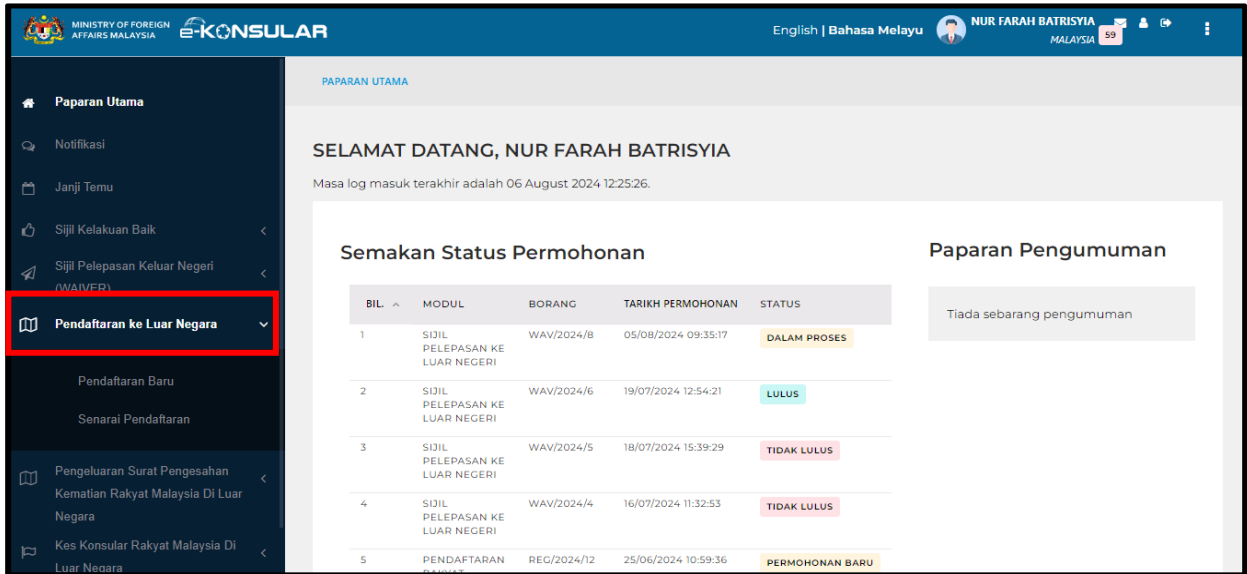 MINISTRY OF FOREIGN
AFFAIRS MALAYSIA
e-KONSULAR
English | Bahasa Melayu
NUR FARAH BATRISYIA
MALAYSIA
59
PAPARAN UTAMA
Paparan Utama
Notifikasi
Janji Temu
Sijil Kelakuan Baik
Sijil Pelepasan Keluar Negeri
(WAIVER)
Pendaftaran ke Luar Negara
Pendaftaran Baru
Senarai Pendaftaran
Pengeluaran Surat Pengesahan
Kematian Rakyat Malaysia Di Luar
Negara
Kes Konsular Rakyat Malaysia Di
Luar Negara
SELAMAT DATANG, NUR FARAH BATRISYIA
Masa log masuk terakhir adalah 06 August 2024 12:25:26.
Semakan Status Permohonan
BIL. MODUL BORANG TARIKH PERMOHONAN STATUS
1 SIJIL WAV/2024/8 05/08/2024 09:35:17 DALAM PROSES
PELEPASAN KE
LUAR NEGERI
2 SIJIL WAV/2024/6 19/07/2024 12:54:21 LULUS
PELEPASAN KE
LUAR NEGERI
3 SIJIL WAV/2024/5 18/07/2024 15:39:29 TIDAK LULUS
PELEPASAN KE
LUAR NEGERI
4 SIJIL WAV/2024/4 16/07/2024 11:32:53 TIDAK LULUS
PELEPASAN KE
LUAR NEGERI
5 PENDAFTARAN REG/2024/12 25/06/2024 10:59:36 PERMOHONAN BARU
RAKYAT
Paparan Pengumuman
Tiada sebarang pengumuman